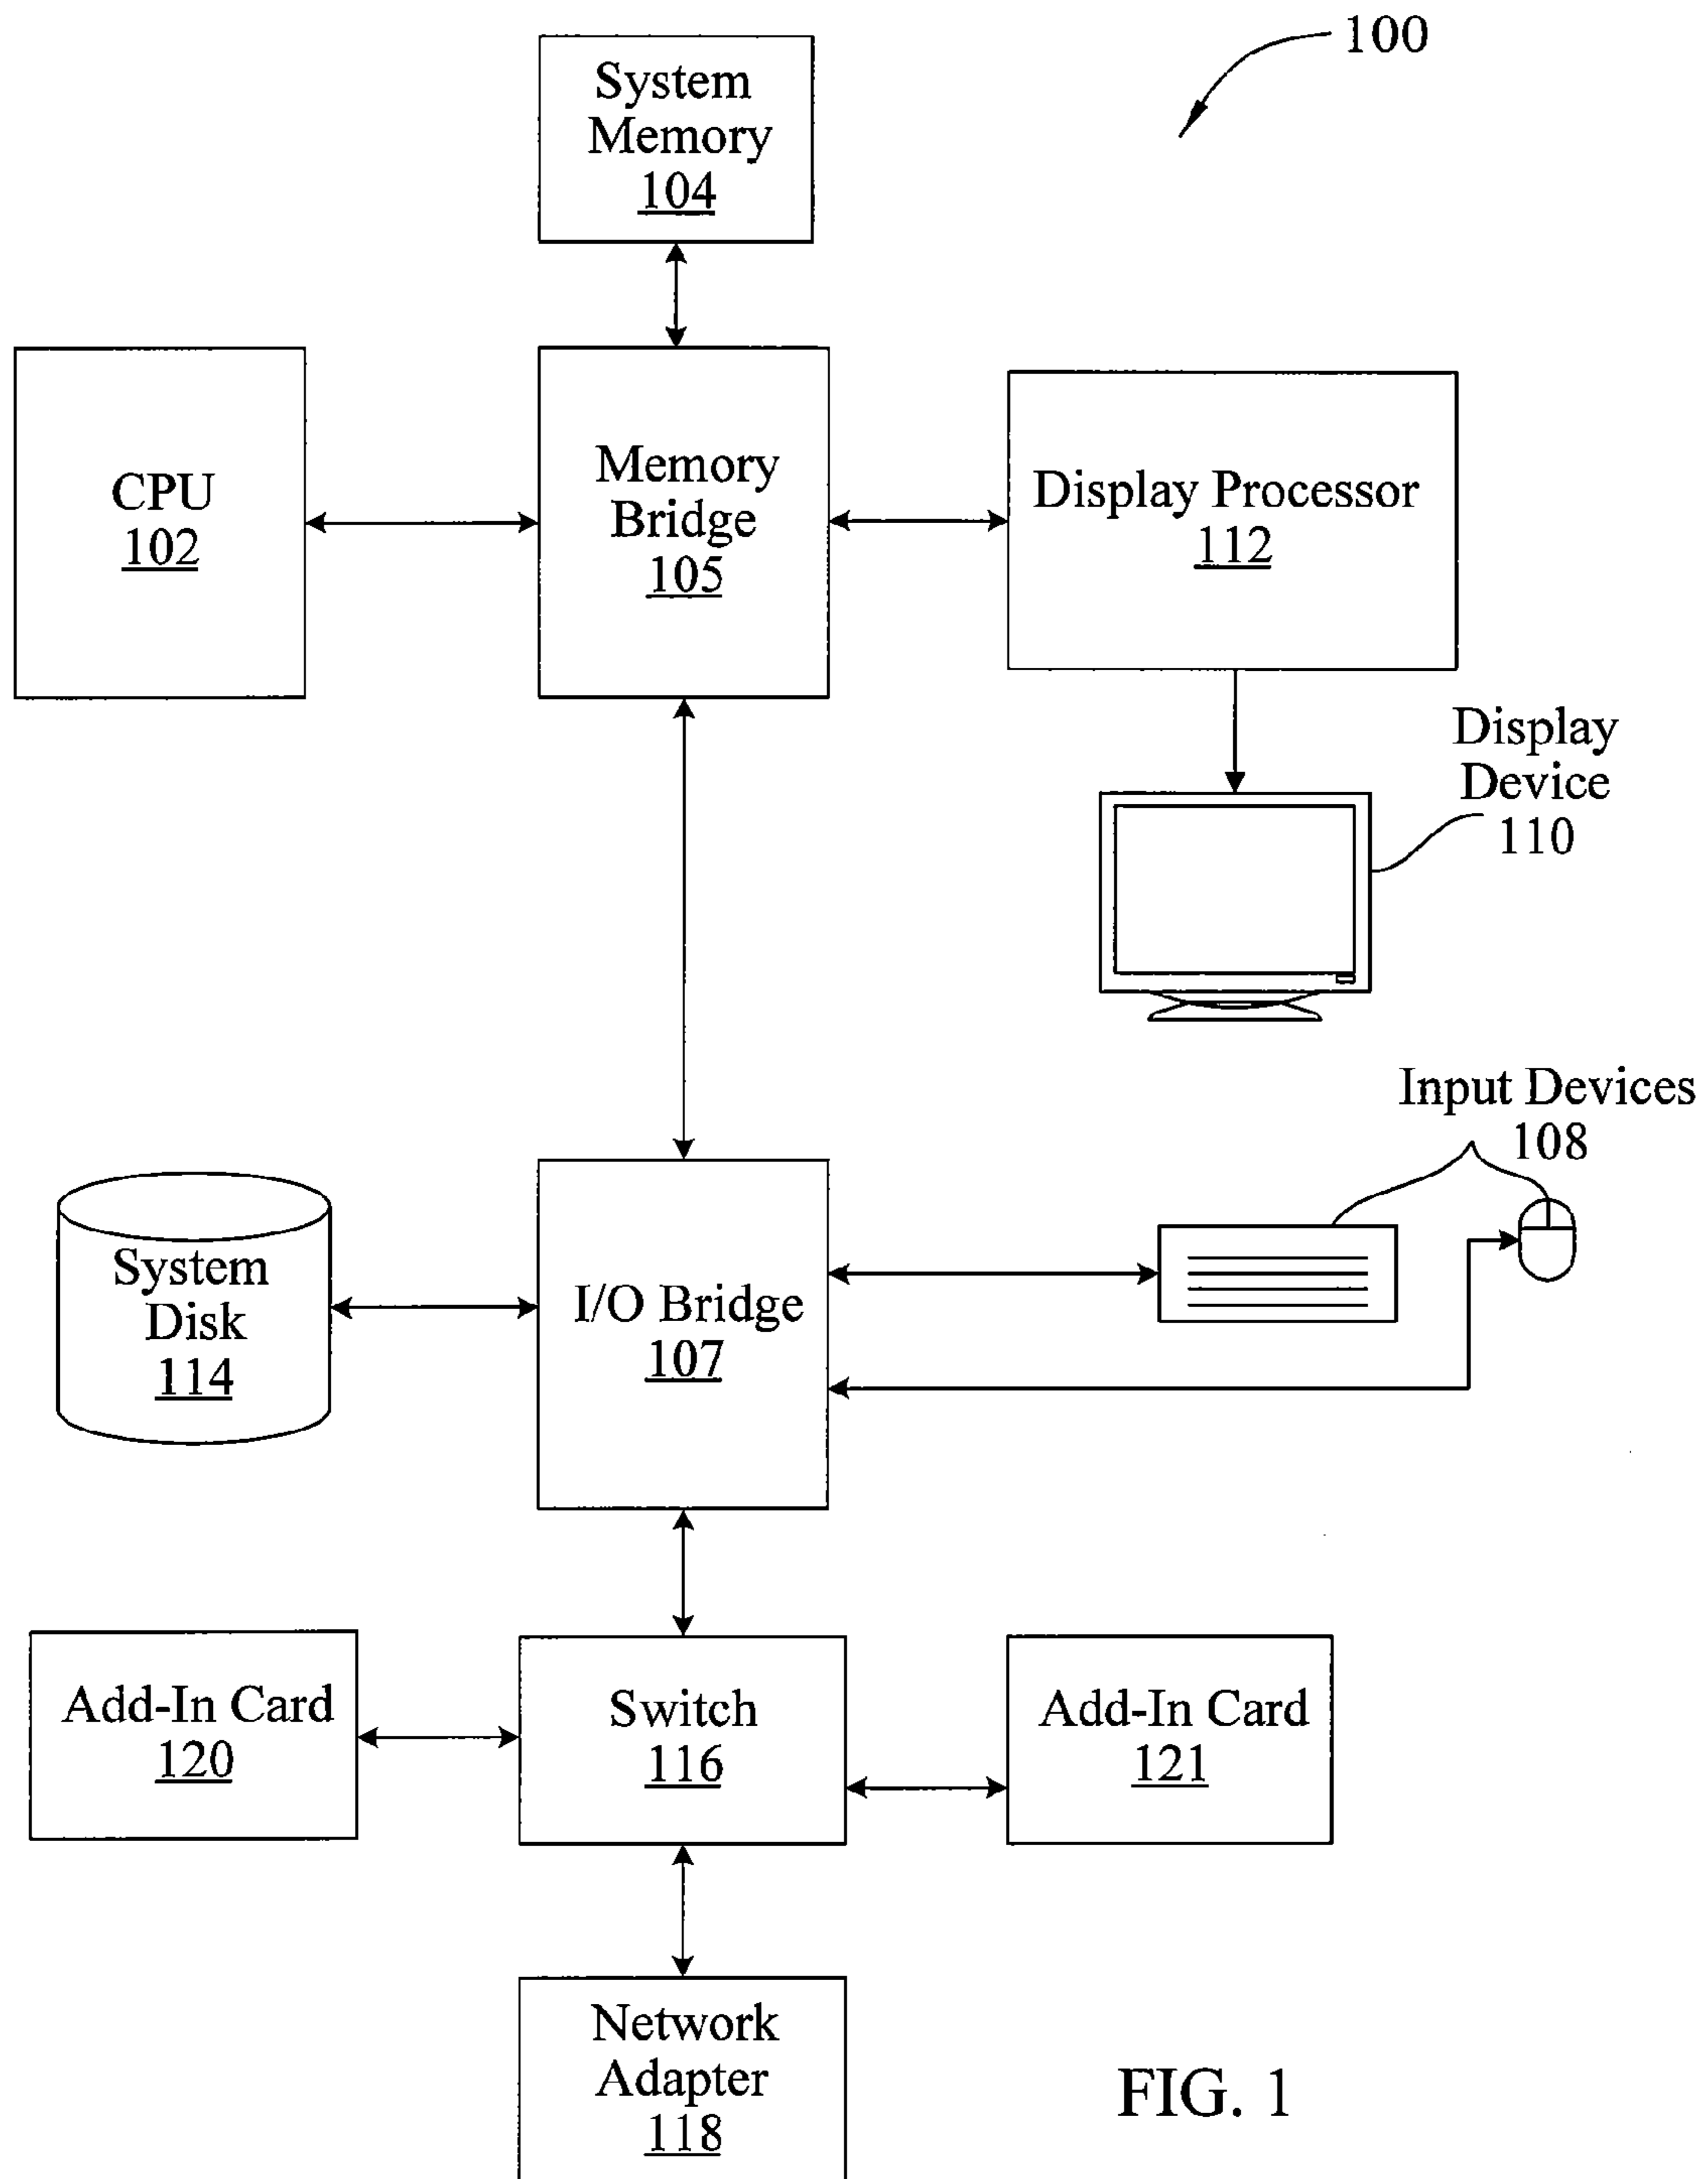 100
System
Memory
104
CPU
102
Memory
Bridge
105
Display Processor
112
Display
Device
110
Input Devices
108
System
Disk
114
I/O Bridge
107
Add-In Card
120
Switch
116
Add-In Card
121
Network
Adapter
118
FIG. 1